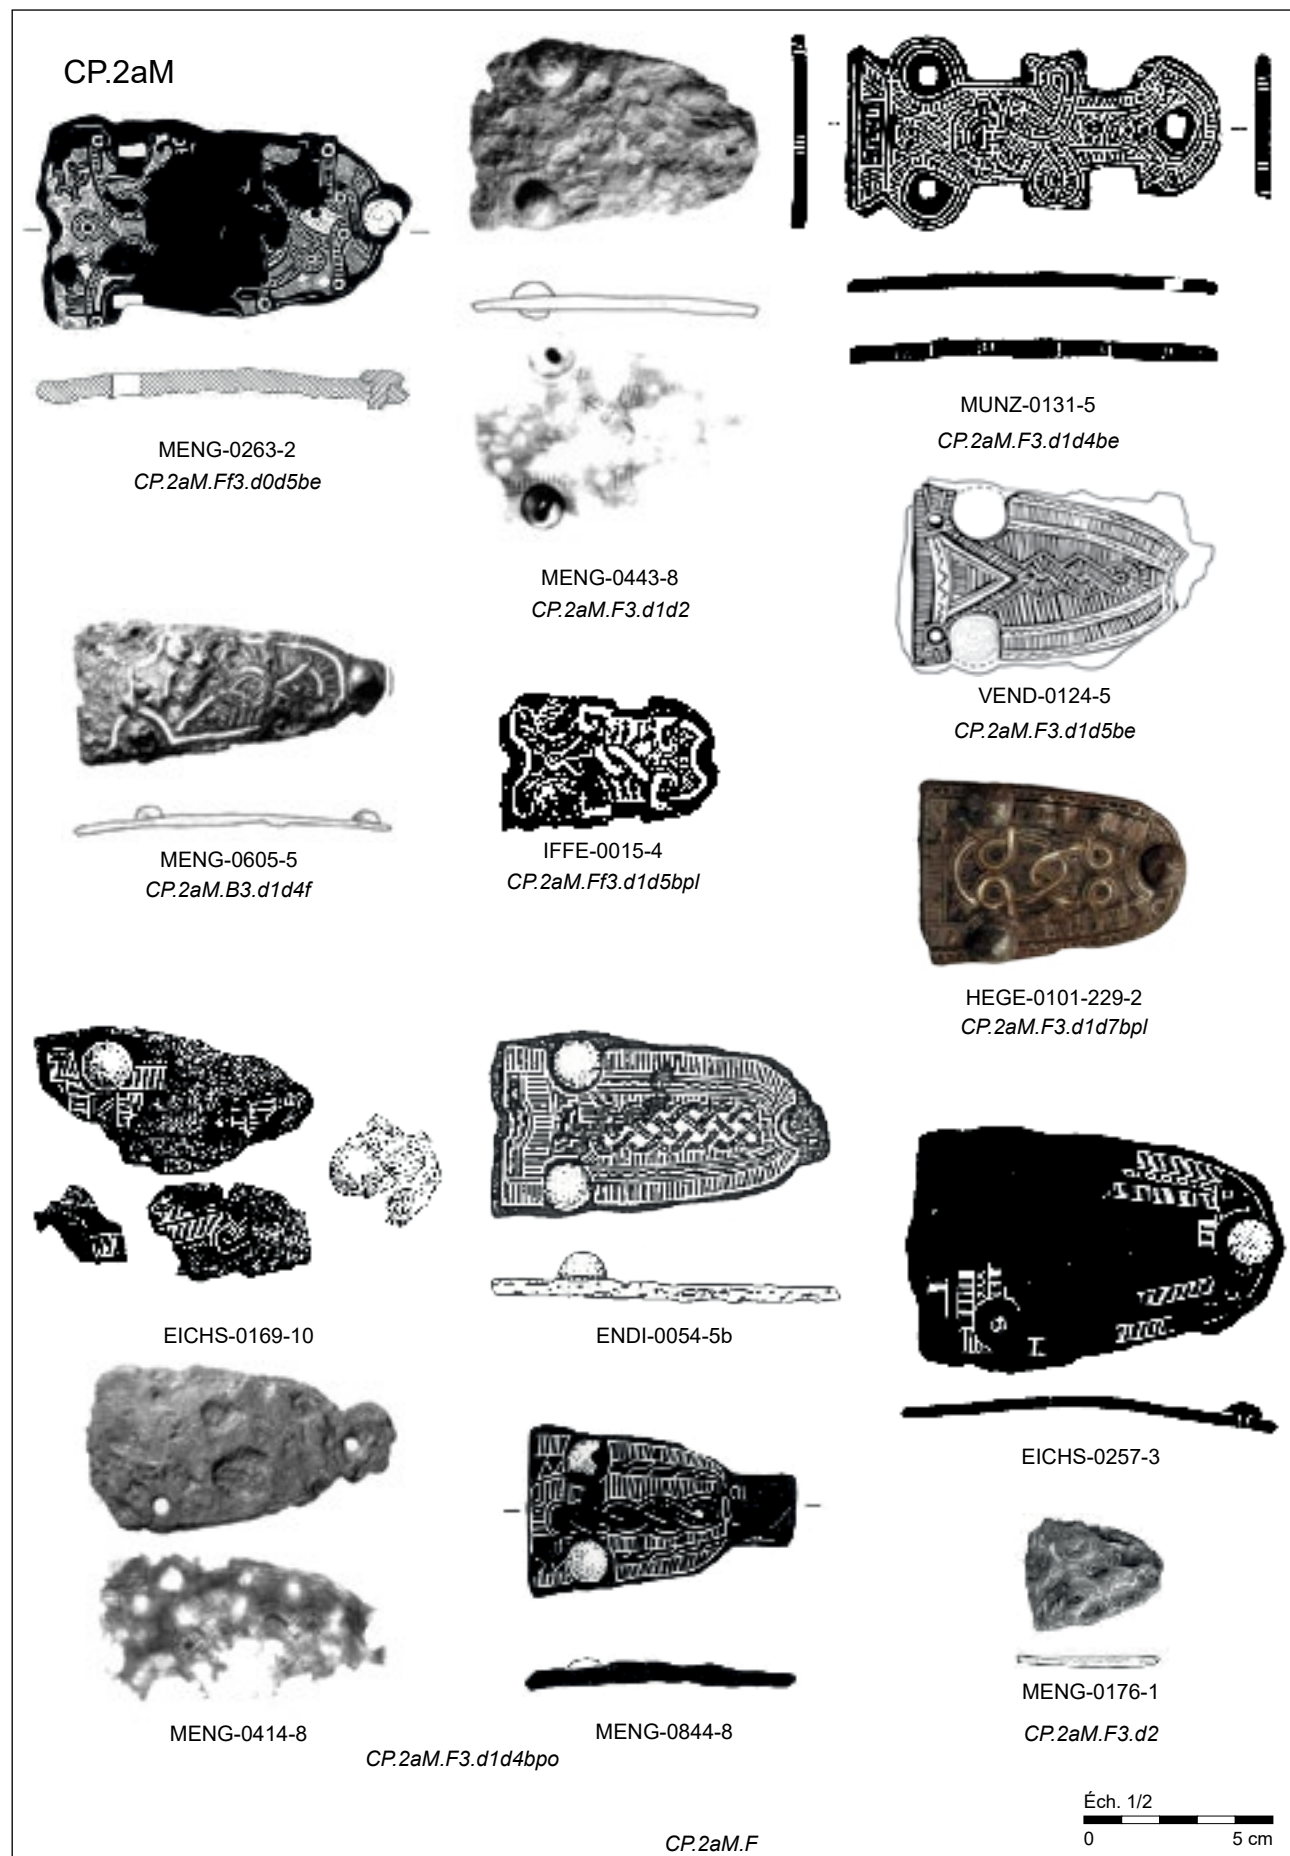 CP.2aM
MENG-0263-2
CP.2aM.Ff3.d0d5be
MENG-0443-8
CP.2aM.F3.d1d2
MUNZ-0131-5
CP.2aM.F3.d1d4be
VEND-0124-5
CP.2aM.F3.d1d5be
MENG-0605-5
CP.2aM.B3.d1d4f
IFFE-0015-4
CP.2aM.Ff3.d1d5bpl
HEGE-0101-229-2
CP.2aM.F3.d1d7bpl
EICHS-0169-10
ENDI-0054-5b
EICHS-0257-3
MENG-0414-8
MENG-0844-8
CP.2aM.F3.d1d4bpo
MENG-0176-1
CP.2aM.F3.d2
CP.2aM.F
Éch. 1/2
0 5 cm